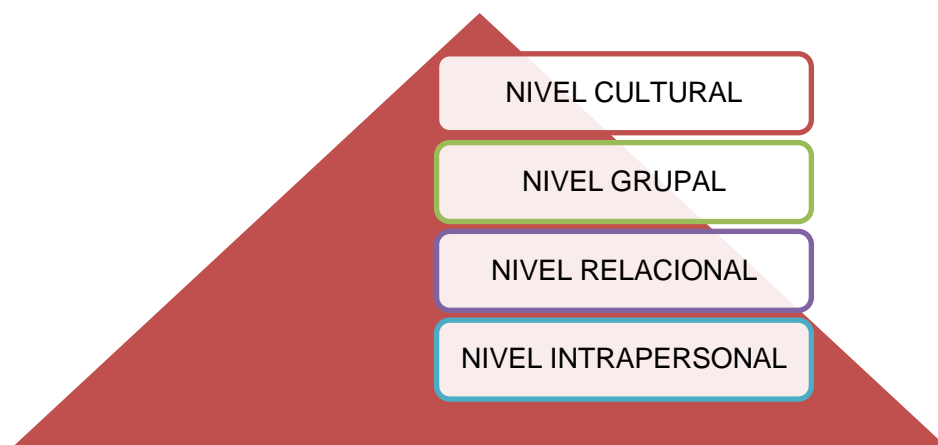 NIVEL CULTURAL
NIVEL GRUPAL
NIVEL RELACIONAL
NIVEL INTRAPERSONAL